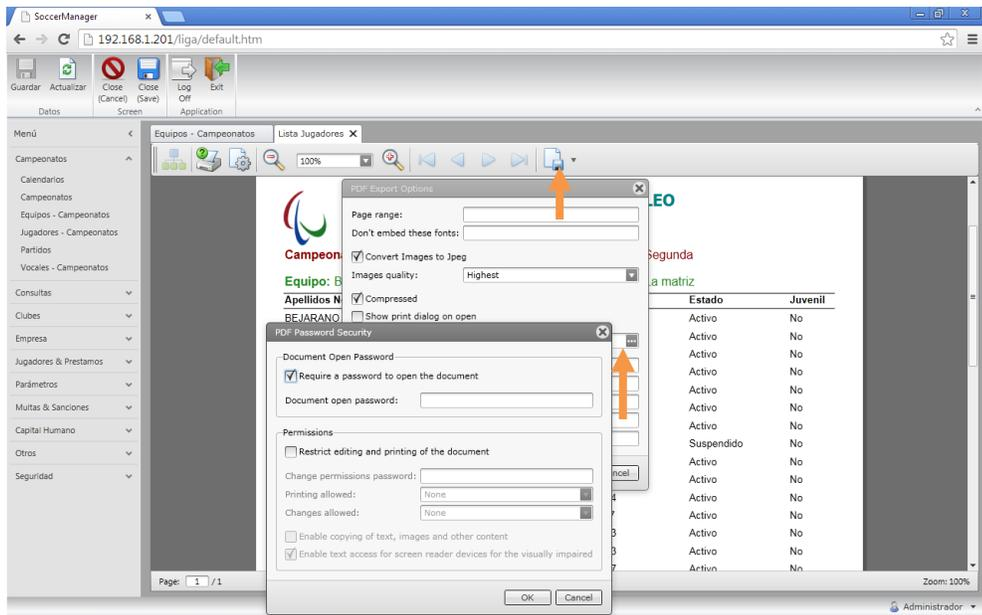 SoccerManager
192.168.1.201/liga/default.htm
Guardar Actualizar Close (Cancel) Close (Save) Log Off Exit
Datos Screen Application
Menú
Campeonatos
Calendarios
Campeonatos
Equipos - Campeonatos
Jugadores - Campeonatos
Partidos
Vocales - Campeonatos
Consultas
Clubes
Empresa
Jugadores & Prestamos
Parámetros
Multas & Sanciones
Capital Humano
Otros
Seguridad
Equipos - Campeonatos Lista Jugadores
100%
LEO
Segunda
La matriz
Equipo: B
Apellidos Estado Juvenil
BEJARANO Activo No
Activo No
Activo No
Activo No
Activo No
Activo No
Activo No
Suspendido No
Activo No
Activo No
4 Activo No
7 Activo No
3 Activo No
3 Activo No
7 Activo No
PDF Export Options
Page range:
Don't embed these fonts:
Convert Images to Jpeg
Images quality: Highest
Compressed
Show print dialog on open
PDF Password Security
Document Open Password
Require a password to open the document
Document open password:
Permissions
Restrict editing and printing of the document
Change permissions password:
Printing allowed: None
Changes allowed: None
Enable copying of text, images and other content
Enable text access for screen reader devices for the visually impaired
OK Cancel
Page: 1 / 1
Zoom: 100%
Administrador